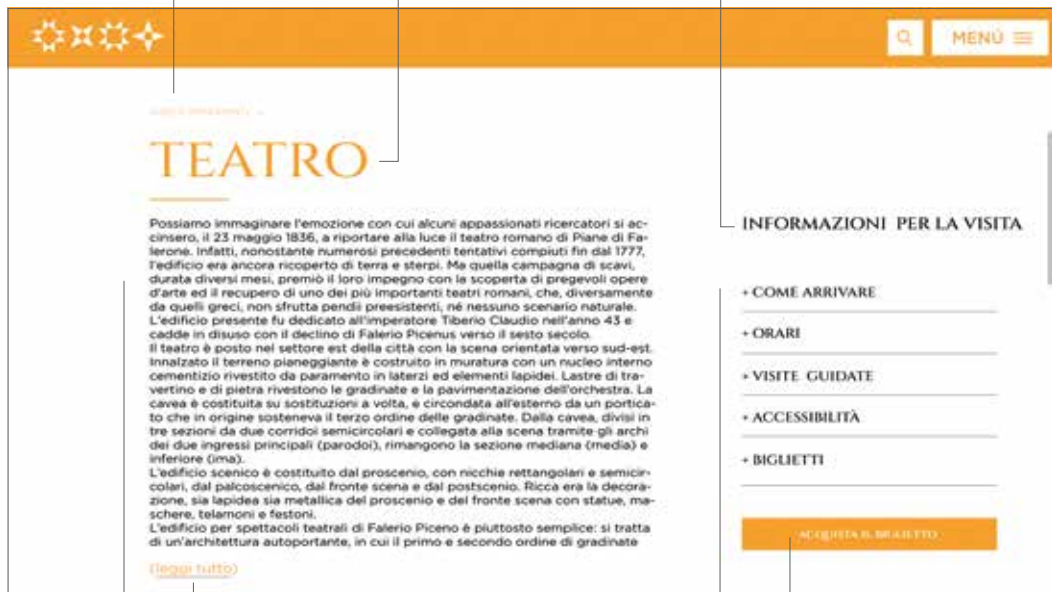 MENÚ
TEATRO
Possiamo immaginare l'emozione con cui alcuni appassionati ricercatori si ac-
cinsero, il 23 maggio 1836, a riportare alla luce il teatro romano di Piane di Fa-
lerone. Infatti, nonostante numerosi precedenti tentativi compiuti fin dal 1777,
l'edificio era ancora ricoperto di terra e sterpi. Ma quella campagna di scavi,
durata diversi mesi, premiò il loro impegno con la scoperta di pregevoli opere
d'arte ed il recupero di uno dei più importanti teatri romani, che, diversamente
da quelli greci, non sfrutta pendii preesistenti, né nessuno scenario naturale.
L'edificio presente fu dedicato all'imperatore Tiberio Claudio nell'anno 43 e
cadde in disuso con il declino di Falerio Picenus verso il sesto secolo.
Il teatro è posto nel settore est della città con la scena orientata verso sud-est.
Innalzato il terreno pianeggiante è costruito in muratura con un nucleo interno
cementizio rivestito da paramento in laterzi ed elementi lapidei. Lastre di tra-
vertino e di pietra rivestono le gradinate e la pavimentazione dell'orchestra. La
cavea è costituita su sostituzioni a volta, e circondata all'esterno da un portica-
to che in origine sosteneva il terzo ordine delle gradinate. Dalla cavea, divisi in
tre sezioni da due corridoi semicircolari e collegata alla scena tramite gli archi
dei due ingressi principali (parodoi), rimangono la sezione mediana (media) e
inferiore (ima).
L'edificio scenico è costituito dal proscenio, con nicchie rettangolari e semicir-
colari, dal palcoscenico, dal fronte scena e dal postscenio. Ricca era la decora-
zione, sia lapidea sia metallica del proscenio e del fronte scena con statue, ma-
schere, telamoni e festoni.
L'edificio per spettacoli teatrali di Falerio Piceno è piuttosto semplice: si tratta
di un'architettura autoportante, in cui il primo e secondo ordine di gradinate
(leggi tutto)
INFORMAZIONI PER LA VISITA
+ COME ARRIVARE
+ ORARI
+ VISITE GUIDATE
+ ACCESSIBILITÀ
+ BIGLIETTI
ACQUISTA IL BIGLIETTO